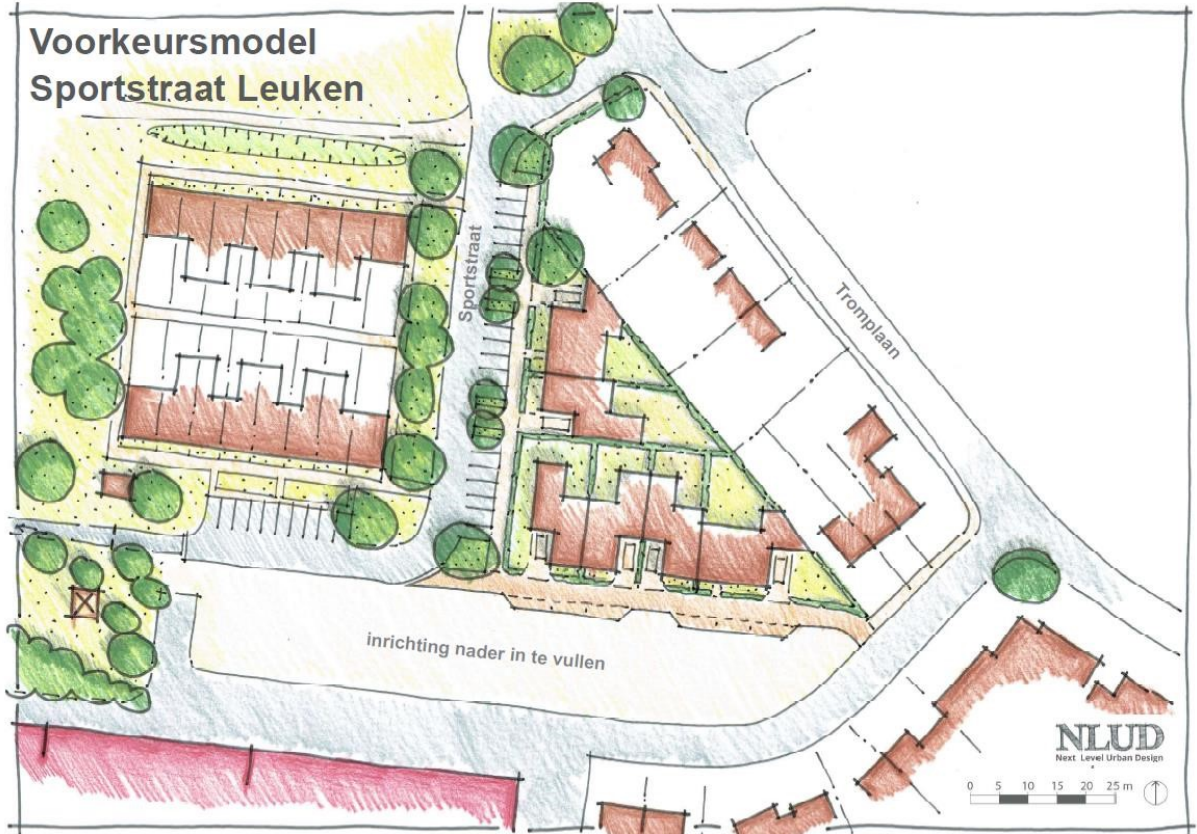 Voorkeursmodel
Sportstraat Leuken
Sportstraat
Tromplaan
inrichting nader in te vullen
NLUD
Next Level Urban Design
0 5 10 15 20 25 m